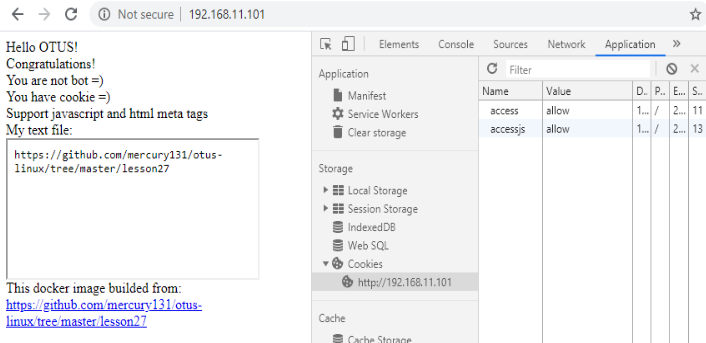 Not secure | 192.168.11.101
Hello OTUS!
Congratulations!
You are not bot =)
You have cookie =)
Support javascript and html meta tags
My text file:
https://github.com/mercury131/otus-
linux/tree/master/lesson27
This docker image builded from:
https://github.com/mercury131/otus-
linux/tree/master/lesson27
Elements Console Sources Network Application »
Application
Manifest
Service Workers
Clear storage
Storage
Local Storage
Session Storage
IndexedDB
Web SQL
Cookies
http://192.168.11.101
Cache
Cache Storage
Filter
Name Value D... P... E... S...
access allow 1... / 2... 11
accessjs allow 1... / 2... 13